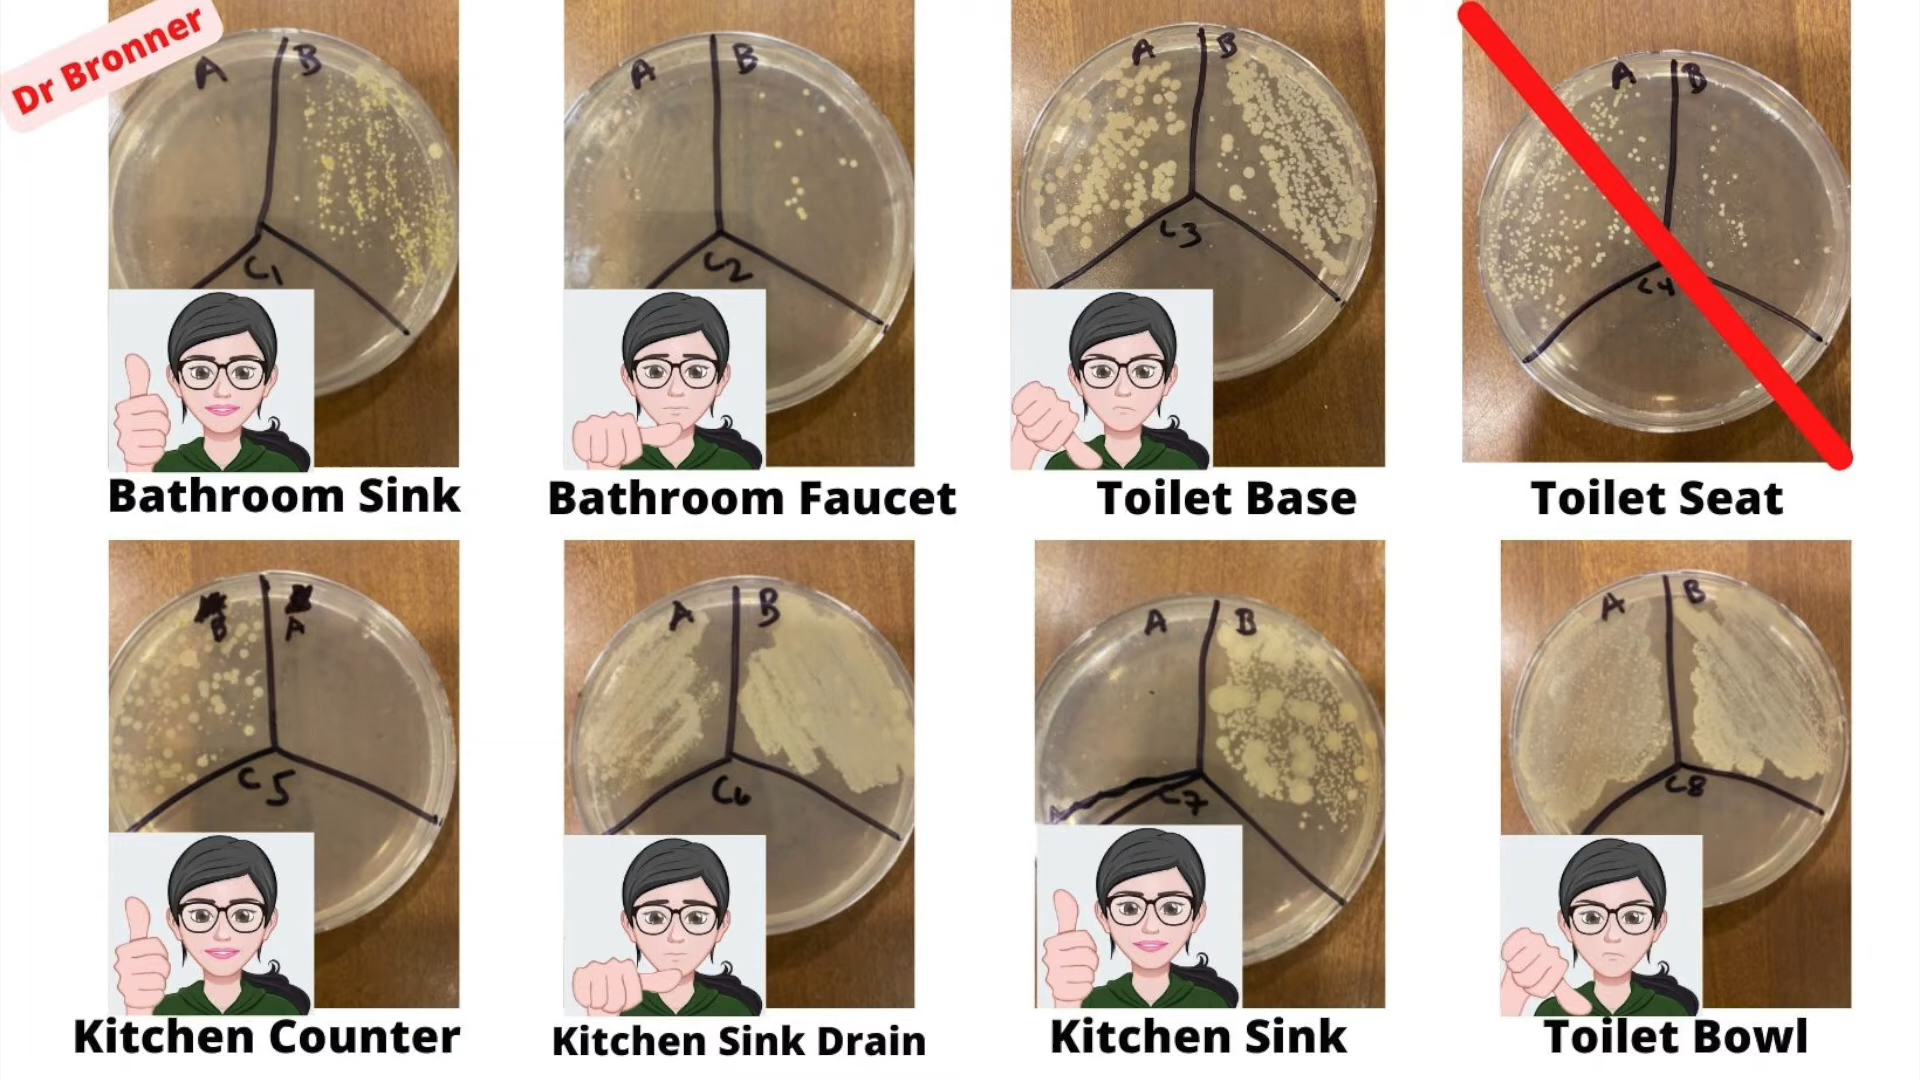 Dr Bronner
A B
C1
A B
C2
A B
C3
A B
C4
Bathroom Sink
Bathroom Faucet
Toilet Base
Toilet Seat
B A
C5
A B
C6
A B
C7
A B
C8
Kitchen Counter
Kitchen Sink Drain
Kitchen Sink
Toilet Bowl